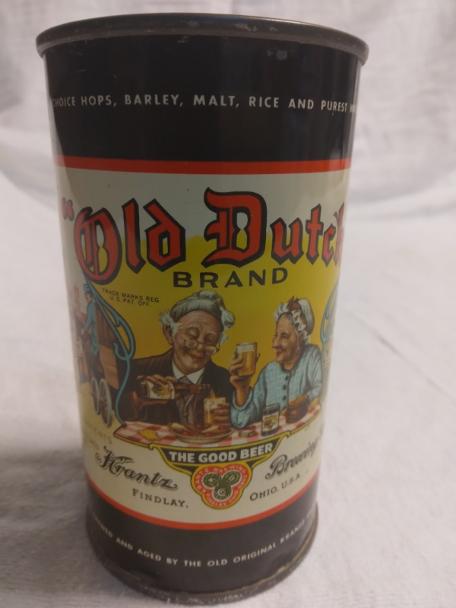 CHOICE HOPS, BARLEY, MALT, RICE AND PUREST
"Old Dutch
BRAND
TRADE MARKS REG.
U.S. PAT. OFF.
THE GOOD BEER
Krantz Brewing
FINDLAY, OHIO, U.S.A.
AND AGED BY THE OLD ORIGINAL KRANTZ